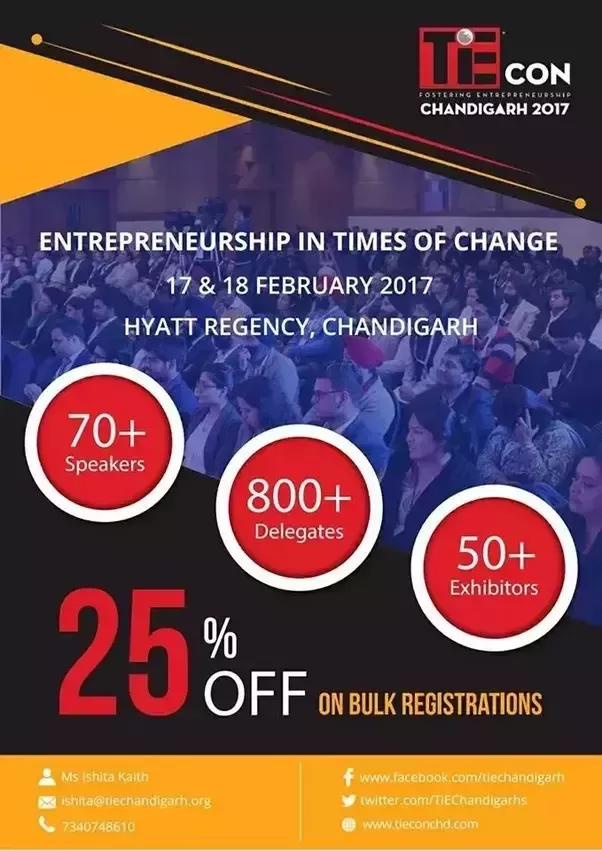 TiE CON
FOSTERING ENTREPRENEURSHIP
CHANDIGARH 2017
ENTREPRENEURSHIP IN TIMES OF CHANGE
17 & 18 FEBRUARY 2017
HYATT REGENCY, CHANDIGARH
70+
Speakers
800+
Delegates
50+
Exhibitors
25%
OFF ON BULK REGISTRATIONS
Ms Ishita Kaith
ishita@tiechandigarh.org
7340748610
www.facebook.com/tiechandigarh
twitter.com/TiEChandigarhs
www.tieconchd.com